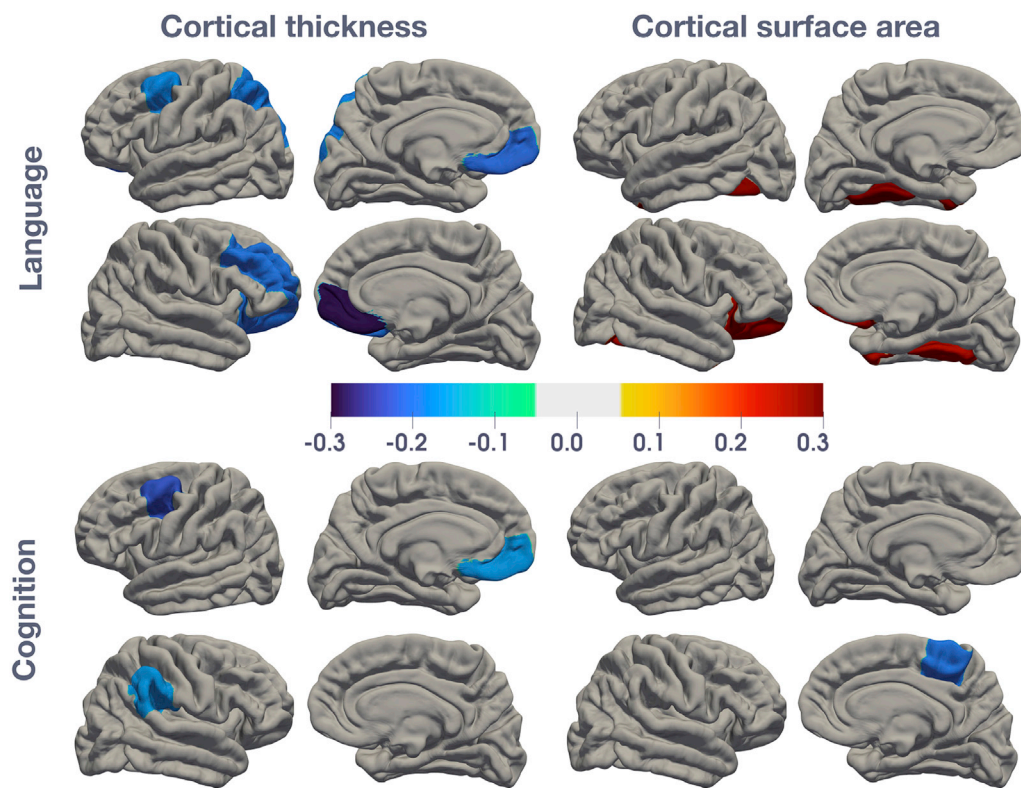 Cortical thickness
Cortical surface area
Language
-0.3 -0.2 -0.1 0.0 0.1 0.2 0.3
Cognition